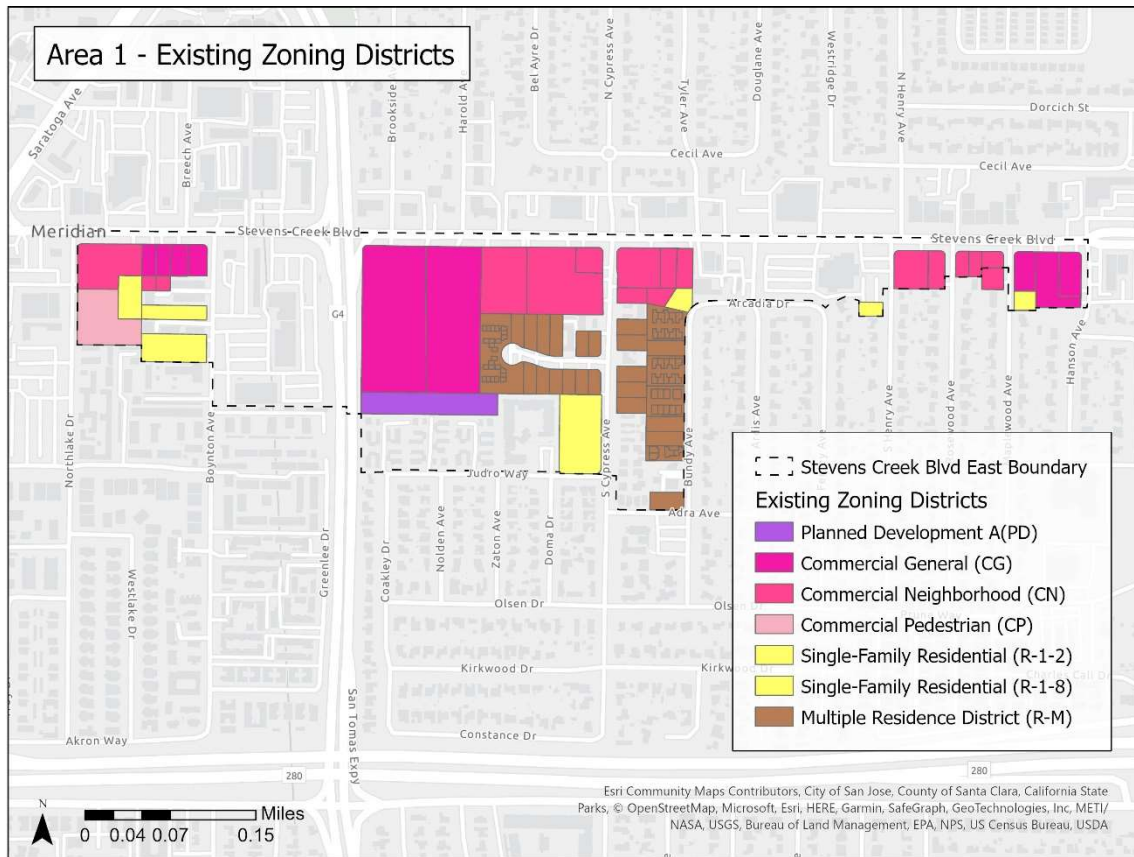 Area 1 - Existing Zoning Districts
Saratoga Ave
Breech Ave
Harold Ave
Bel Ayre Dr
N Cypress Ave
Tyler Ave
Douglane Ave
Westridge Dr
N Henry Ave
Dorcich St
Cecil Ave
Cecil Ave
Meridian
Stevens Creek Blvd
Stevens Creek Blvd
G4
Arcadia Dr
Northlake Dr
Boynton Ave
Greenlee Dr
Judro Way
S Cypress Ave
Bundy Ave
S Henry Ave
Hanson Ave
Adra Ave
Westlake Dr
Coakley Dr
Nolden Ave
Zaton Ave
Doma Dr
Olsen Dr
Olsen Dr
Kirkwood Dr
Kirkwood Dr
Charles Cali Dr
San Tomas Expy
Constance Dr
Akron Way
280
280
Stevens Creek Blvd East Boundary
Existing Zoning Districts
Planned Development A(PD)
Commercial General (CG)
Commercial Neighborhood (CN)
Commercial Pedestrian (CP)
Single-Family Residential (R-1-2)
Single-Family Residential (R-1-8)
Multiple Residence District (R-M)
N
Miles
0 0.04 0.07 0.15
Esri Community Maps Contributors, City of San Jose, County of Santa Clara, California State
Parks, © OpenStreetMap, Microsoft, Esri, HERE, Garmin, SafeGraph, GeoTechnologies, Inc, METI/
NASA, USGS, Bureau of Land Management, EPA, NPS, US Census Bureau, USDA